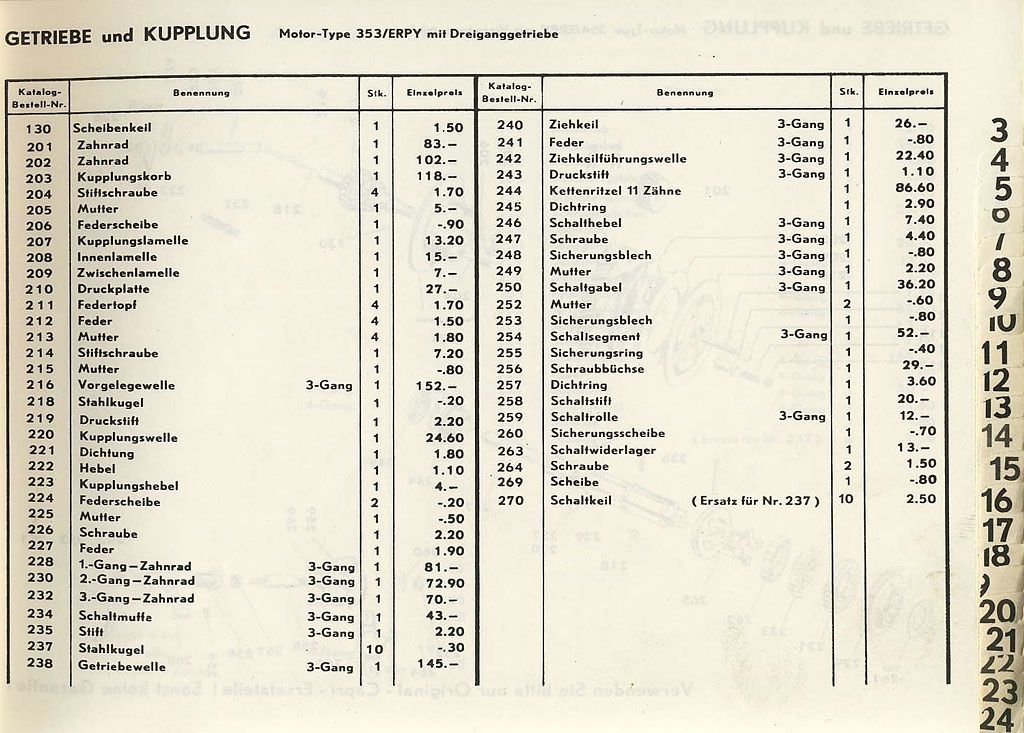 GETRIEBE und KUPPLUNG Motor-Type 353/ERPY mit Dreiganggetriebe
Katalog-Bestell-Nr. Benennung Stk. Einzelpreis
130 Scheibenkeil 1 1.50
201 Zahnrad 1 83.—
202 Zahnrad 1 102.—
203 Kupplungskorb 1 118.—
204 Stiftschraube 4 1.70
205 Mutter 1 5.—
206 Federscheibe 1 -.90
207 Kupplungslamelle 1 13.20
208 Innenlamelle 1 15.—
209 Zwischenlamelle 1 7.—
210 Druckplatte 1 27.—
211 Federtopf 4 1.70
212 Feder 4 1.50
213 Mutter 4 1.80
214 Stiftschraube 1 7.20
215 Mutter 1 -.80
216 Vorgelegewelle 3-Gang 1 152.—
218 Stahlkugel 1 -.20
219 Druckstift 1 2.20
220 Kupplungswelle 1 24.60
221 Dichtung 1 1.80
222 Hebel 1 1.10
223 Kupplungshebel 1 4.—
224 Federscheibe 2 -.20
225 Mutter 1 -.50
226 Schraube 1 2.20
227 Feder 1 1.90
228 1.-Gang—Zahnrad 3-Gang 1 81.—
230 2.-Gang—Zahnrad 3-Gang 1 72.90
232 3.-Gang—Zahnrad 3-Gang 1 70.—
234 Schaltmuffe 3-Gang 1 43.—
235 Stift 3-Gang 1 2.20
237 Stahlkugel 10 -.30
238 Getriebewelle 3-Gang 1 145.—
Katalog-Bestell-Nr. Benennung Stk. Einzelpreis
240 Ziehkeil 3-Gang 1 26.—
241 Feder 3-Gang 1 -.80
242 Ziehkeilführungswelle 3-Gang 1 22.40
243 Druckstift 3-Gang 1 1.10
244 Kettenritzel 11 Zähne 1 86.60
245 Dichtring 1 2.90
246 Schalthebel 3-Gang 1 7.40
247 Schraube 3-Gang 1 4.40
248 Sicherungsblech 3-Gang 1 -.80
249 Mutter 3-Gang 1 2.20
250 Schaltgabel 3-Gang 1 36.20
252 Mutter 2 -.60
253 Sicherungsblech 1 -.80
254 Schaltsegment 3-Gang 1 52.—
255 Sicherungsring 1 -.40
256 Schraubbüchse 1 29.—
257 Dichtring 1 3.60
258 Schaltstift 1 20.—
259 Schaltrolle 3-Gang 1 12.—
260 Sicherungsscheibe 1 -.70
263 Schaltwiderlager 1 13.—
264 Schraube 2 1.50
269 Scheibe 1 -.80
270 Schaltkeil (Ersatz für Nr. 237) 10 2.50
3
4
5
8
9
10
11
12
13
14
15
16
17
18
20
21
22
23
24